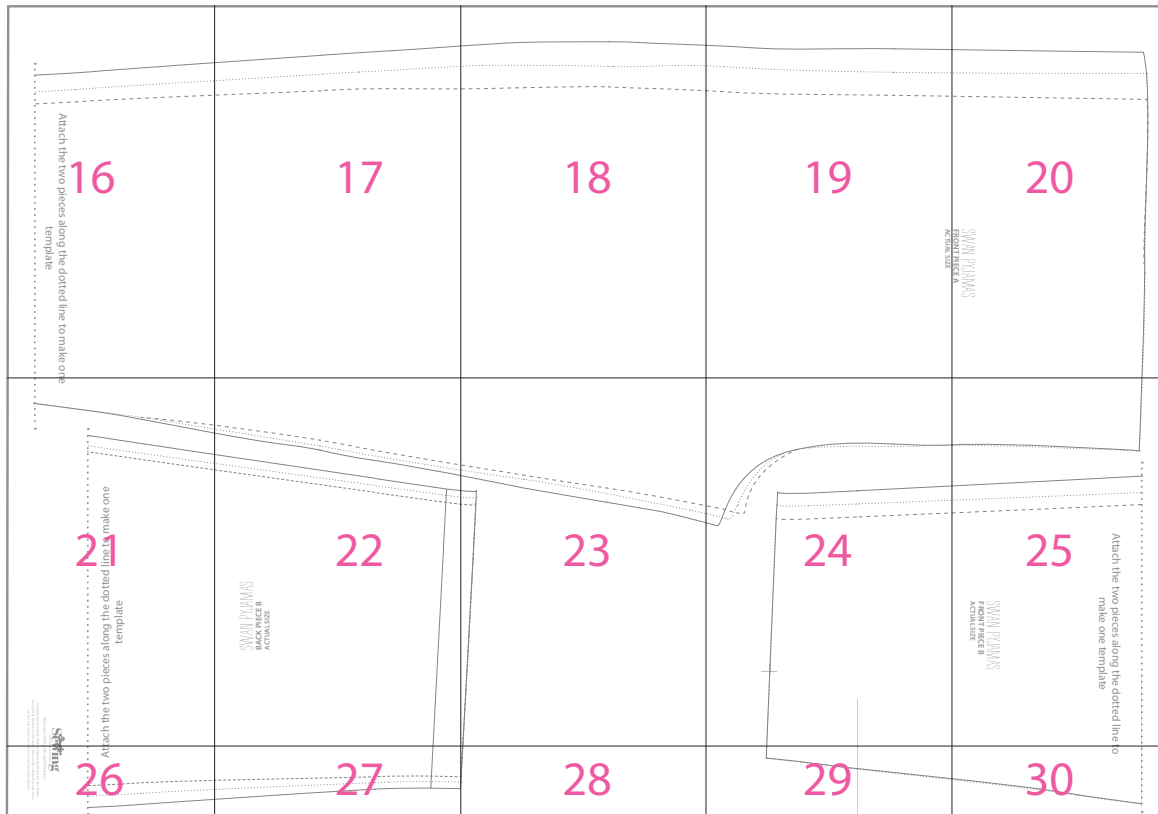 16
17
18
19
20
Attach the two pieces along the dotted line to make one
template
SWAN PYJAMAS
FRONT PIECE A
ACTUAL SIZE
21
22
23
24
25
Attach the two pieces along the dotted line to make one
template
SWAN PYJAMAS
BACK PIECE B
ACTUAL SIZE
SWAN PYJAMAS
FRONT PIECE B
ACTUAL SIZE
Attach the two pieces along the dotted line to
make one template
Sewing
26
27
28
29
30